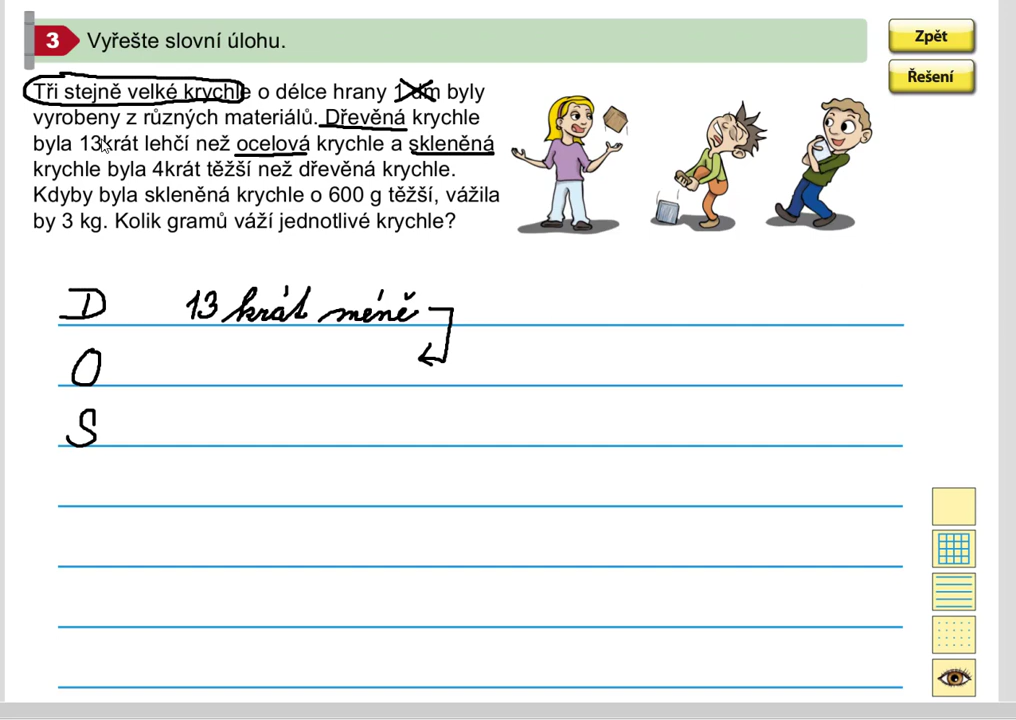 3 Vyřešte slovní úlohu.
Zpět
Řešení
Tři stejně velké krychle o délce hrany 1 dm byly
vyrobeny z různých materiálů. Dřevěná krychle
byla 13krát lehčí než ocelová krychle a skleněná
krychle byla 4krát těžší než dřevěná krychle.
Kdyby byla skleněná krychle o 600 g těžší, vážila
by 3 kg. Kolik gramů váží jednotlivé krychle?
D 13 krát méně
O
S